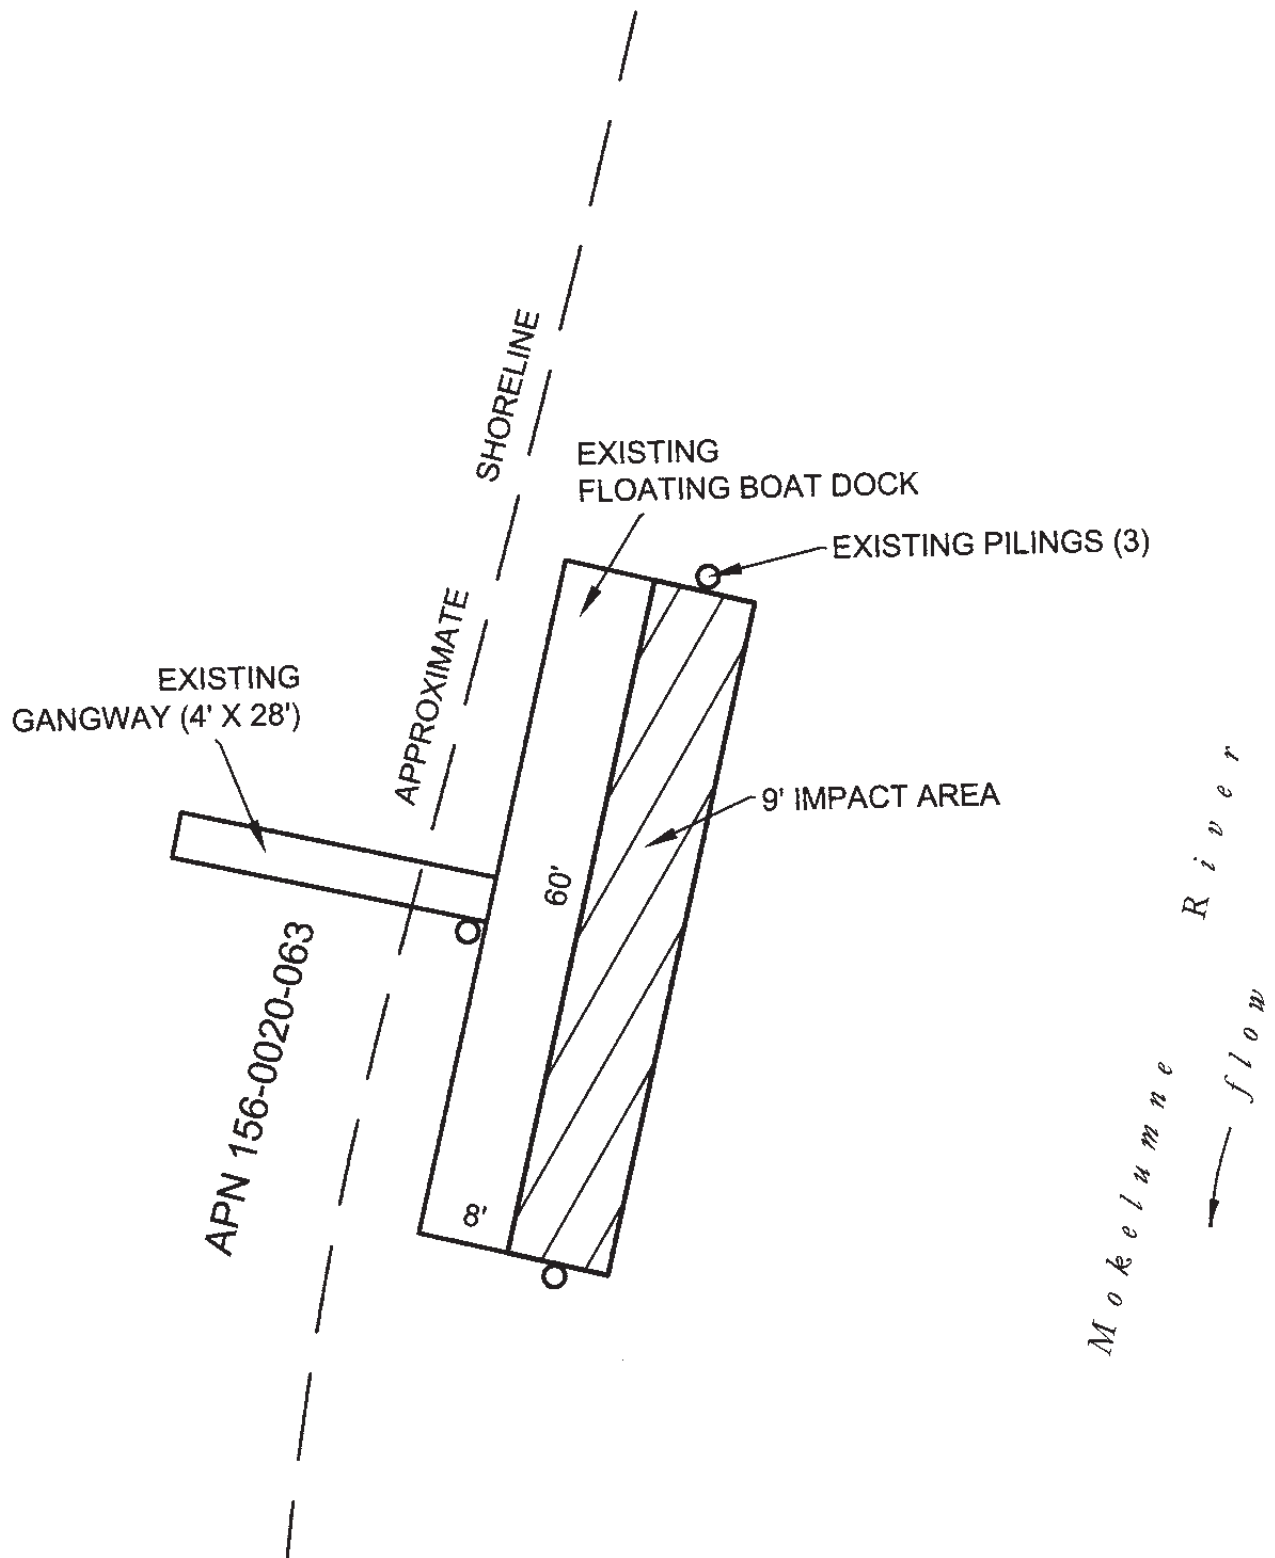 SHORELINE
EXISTING
FLOATING BOAT DOCK
EXISTING PILINGS (3)
APPROXIMATE
EXISTING
GANGWAY (4' X 28')
9' IMPACT AREA
60'
APN 156-0020-063
8'
Mokelumne River
flow